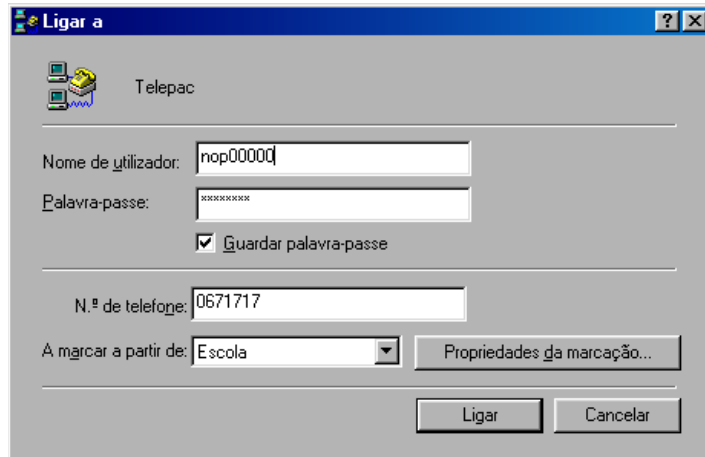 Ligar a
Telepac
Nome de utilizador: nop00000
Palavra-passe: ********
Guardar palavra-passe
N.º de telefone: 0671717
A marcar a partir de: Escola Propriedades da marcação...
Ligar Cancelar